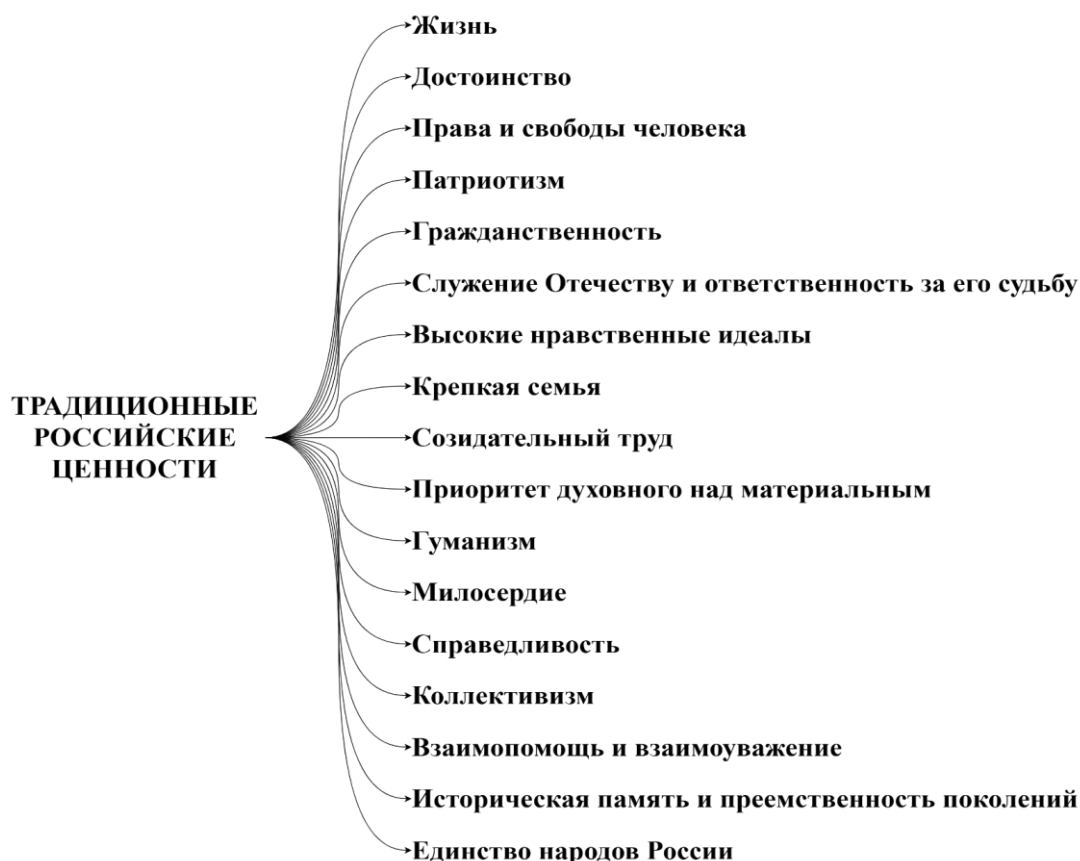 Жизнь
Достоинство
Права и свободы человека
Патриотизм
Гражданственность
Служение Отечеству и ответственность за его судьбу
Высокие нравственные идеалы
Крепкая семья
ТРАДИЦИОННЫЕ
РОССИЙСКИЕ
ЦЕННОСТИ
Созидательный труд
Приоритет духовного над материальным
Гуманизм
Милосердие
Справедливость
Коллективизм
Взаимопомощь и взаимоуважение
Историческая память и преемственность поколений
Единство народов России